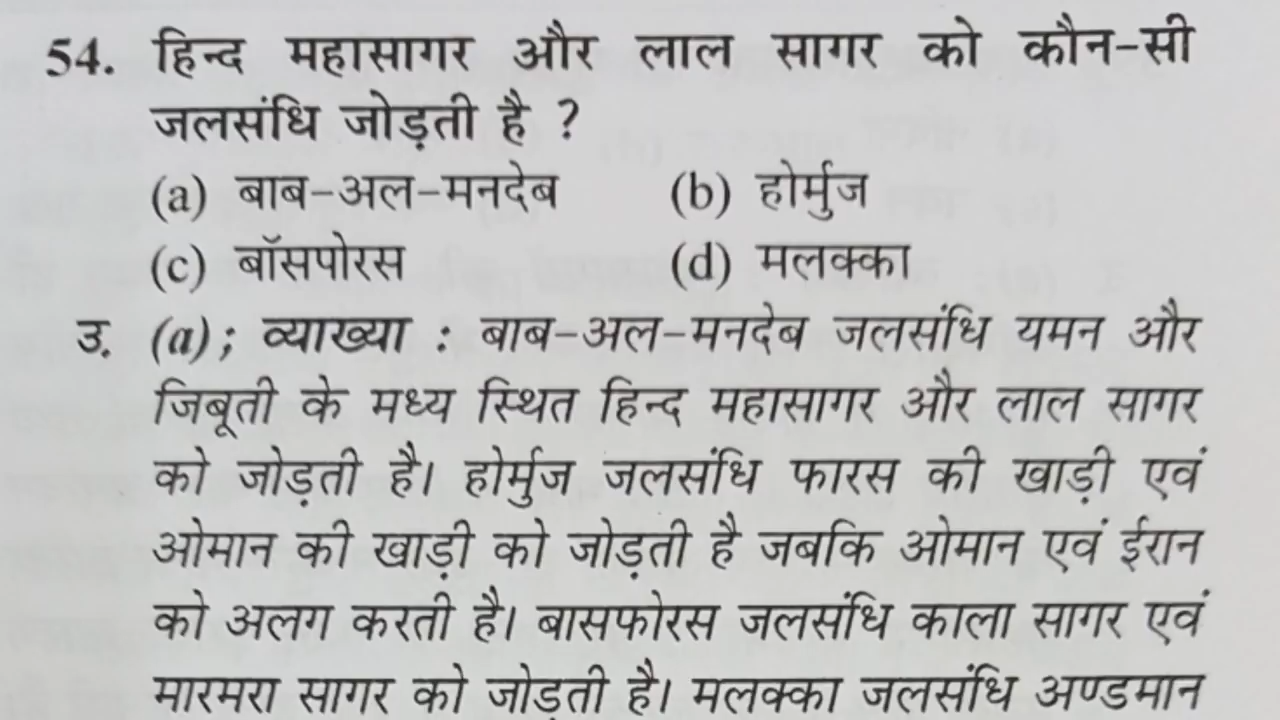 54. हिन्द महासागर और लाल सागर को कौन-सी
जलसंधि जोड़ती है ?
(a) बाब-अल-मनदेब (b) होर्मुज
(c) बॉसपोरस (d) मलक्का
उ. (a); व्याख्या : बाब-अल-मनदेब जलसंधि यमन और
जिबूती के मध्य स्थित हिन्द महासागर और लाल सागर
को जोड़ती है। होर्मुज जलसंधि फारस की खाड़ी एवं
ओमान की खाड़ी को जोड़ती है जबकि ओमान एवं ईरान
को अलग करती है। बासफोरस जलसंधि काला सागर एवं
मारमरा सागर को जोड़ती है। मलक्का जलसंधि अण्डमान